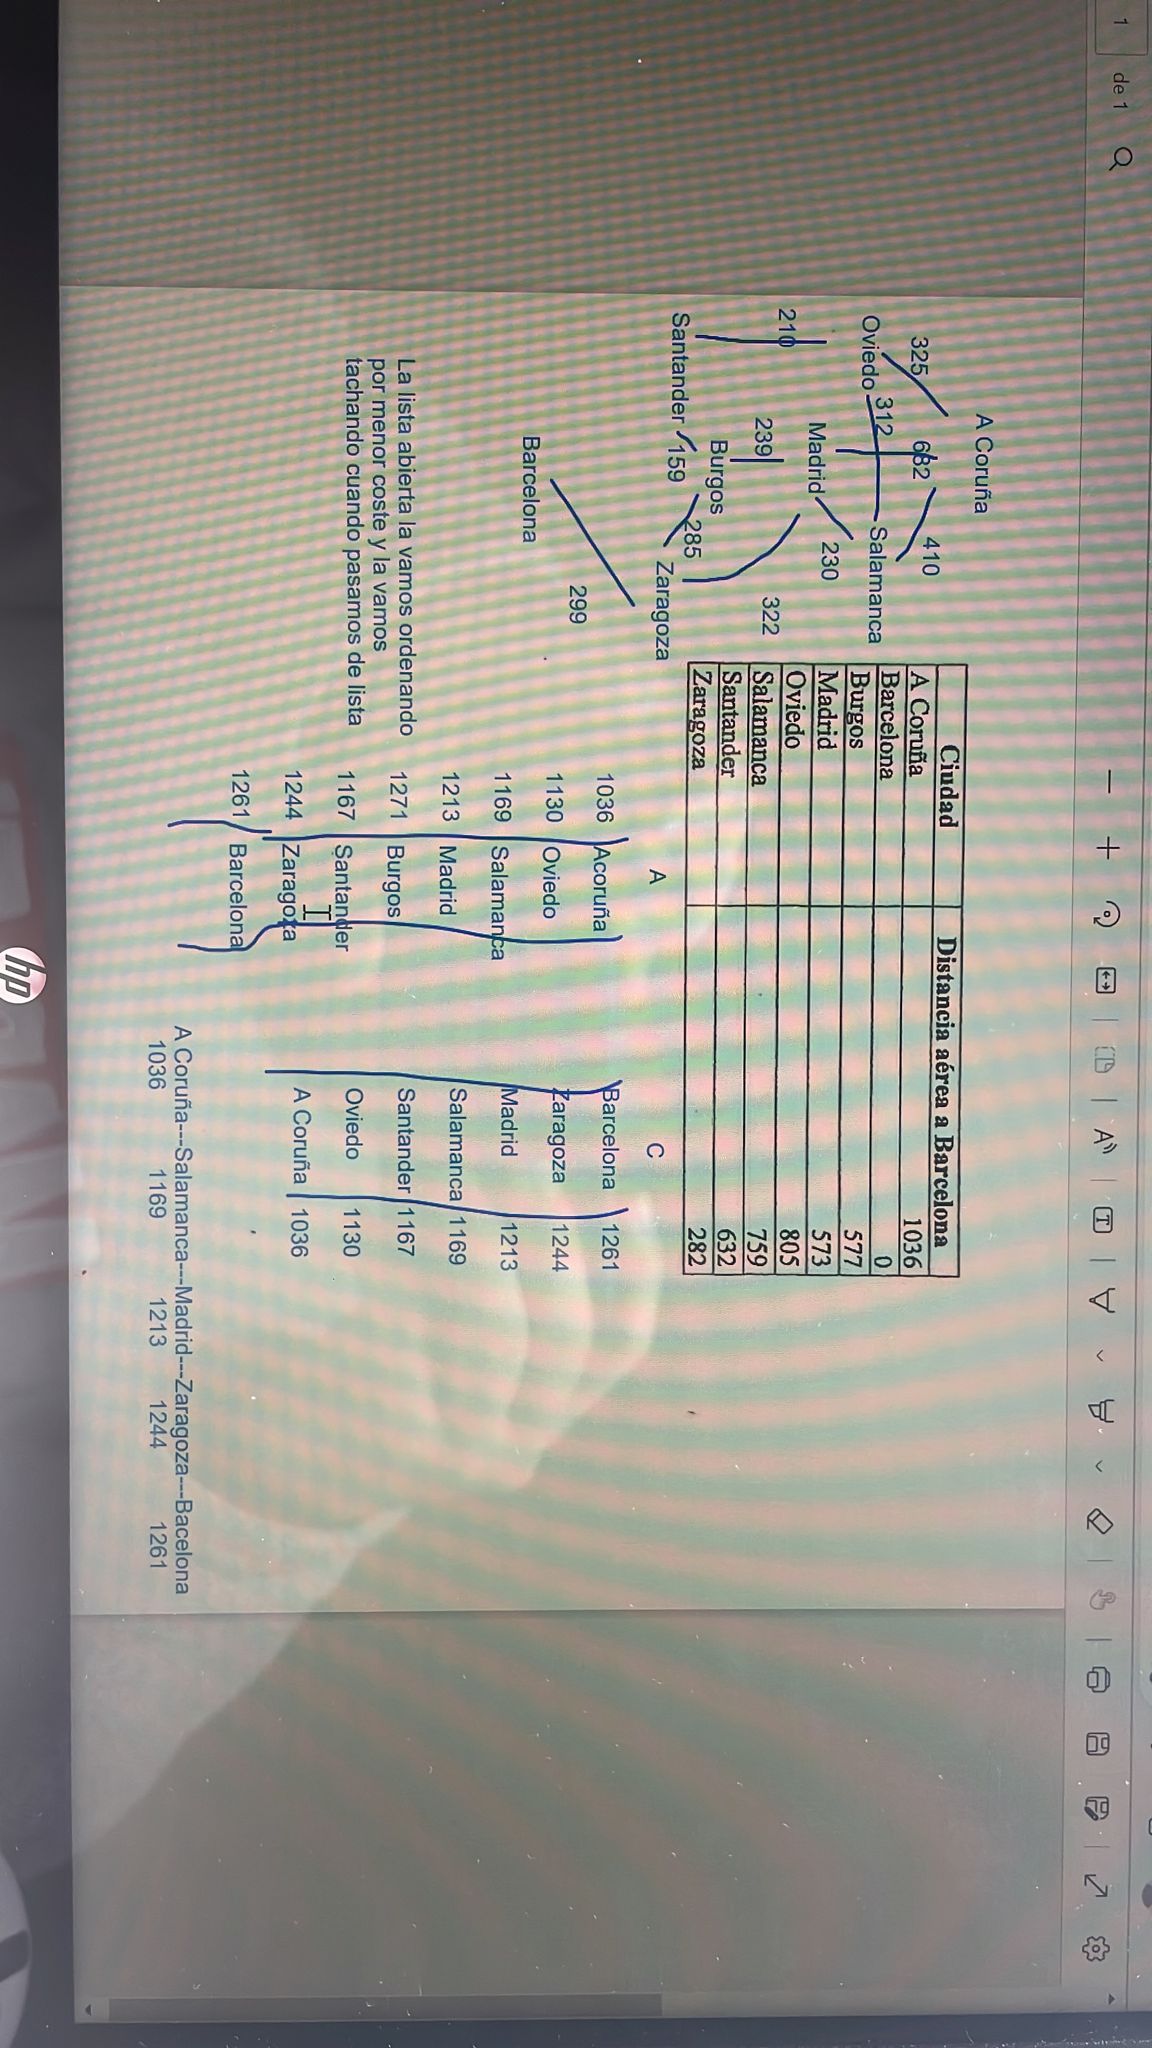 1 de 1
A Coruña
325
682
410
Oviedo
312
Salamanca
Madrid
230
210
239
322
Burgos
Santander
159
285
Zaragoza
299
Barcelona
Ciudad Distancia aérea a Barcelona
A Coruña 1036
Barcelona 0
Burgos 577
Madrid 573
Oviedo 805
Salamanca 759
Santander 632
Zaragoza 282
A
1036 Acoruña
1130 Oviedo
1169 Salamanca
1213 Madrid
1271 Burgos
1167 Santander
1244 Zaragoza
1261 Barcelona
C
Barcelona 1261
Zaragoza 1244
Madrid 1213
Salamanca 1169
Santander 1167
Oviedo 1130
A Coruña 1036
La lista abierta la vamos ordenando
por menor coste y la vamos
tachando cuando pasamos de lista
A Coruña---Salamanca---Madrid---Zaragoza---Bacelona
1036 1169 1213 1244 1261
hp